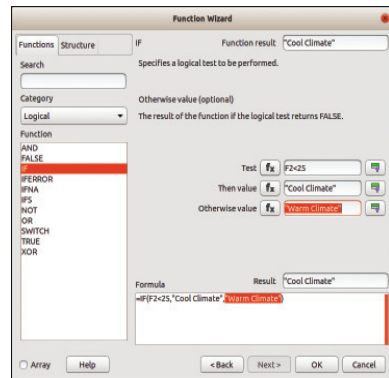 Function Wizard
Functions Structure
IF Function result "Cool Climate"
Search
Specifies a logical test to be performed.
Category
Logical
Otherwise value (optional)
The result of the function if the logical test returns FALSE.
Function
AND
FALSE
IF
IFERROR
IFNA
IFS
NOT
OR
SWITCH
TRUE
XOR
Test fx F2<25
Then value fx "Cool Climate"
Otherwise value fx "Warm Climate"
Formula Result "Cool Climate"
=IF(F2<25,"Cool Climate","Warm Climate")
Array Help < Back Next > OK Cancel